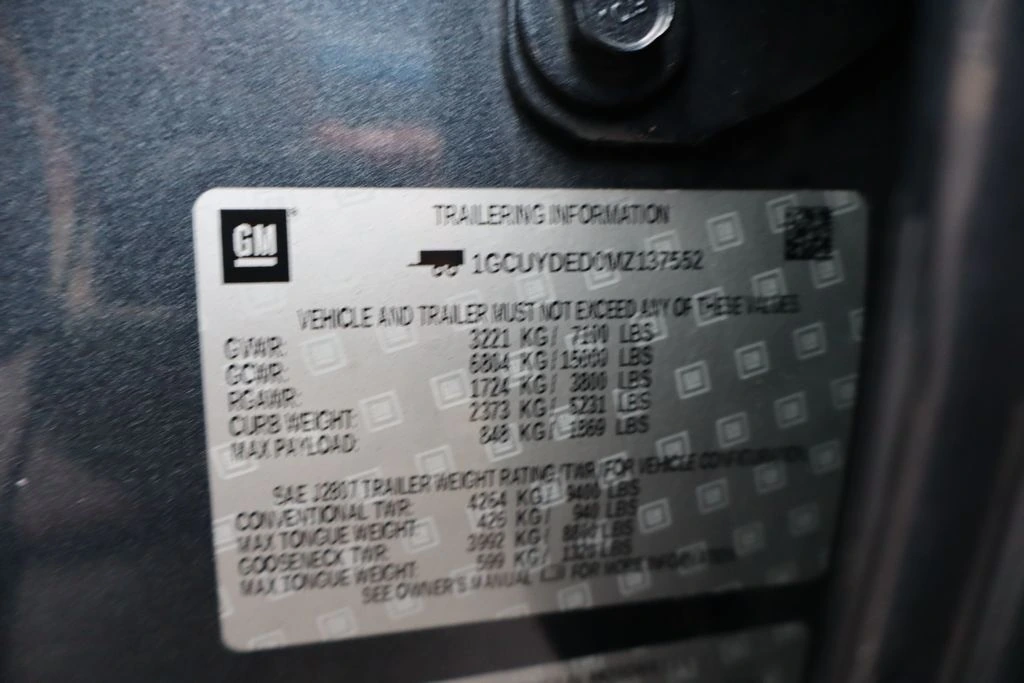 GM
TRAILERING INFORMATION
1GCUYDED0MZ137552
VEHICLE AND TRAILER MUST NOT EXCEED ANY OF THESE VALUES.
GVWR: 3221 KG / 7100 LBS
GCWR: 6804 KG / 15000 LBS
RGAWR: 1724 KG / 3800 LBS
CURB WEIGHT: 2373 KG / 5231 LBS
MAX PAYLOAD: 848 KG / 1869 LBS
SAE J2807 TRAILER WEIGHT RATING (TWR) FOR VEHICLE CONFIGURATION
CONVENTIONAL TWR: 4264 KG / 9400 LBS
MAX TONGUE WEIGHT: 426 KG / 940 LBS
GOOSENECK TWR: 3992 KG / 8800 LBS
MAX TONGUE WEIGHT: 599 KG / 1320 LBS
SEE OWNER'S MANUAL FOR MORE INFORMATION